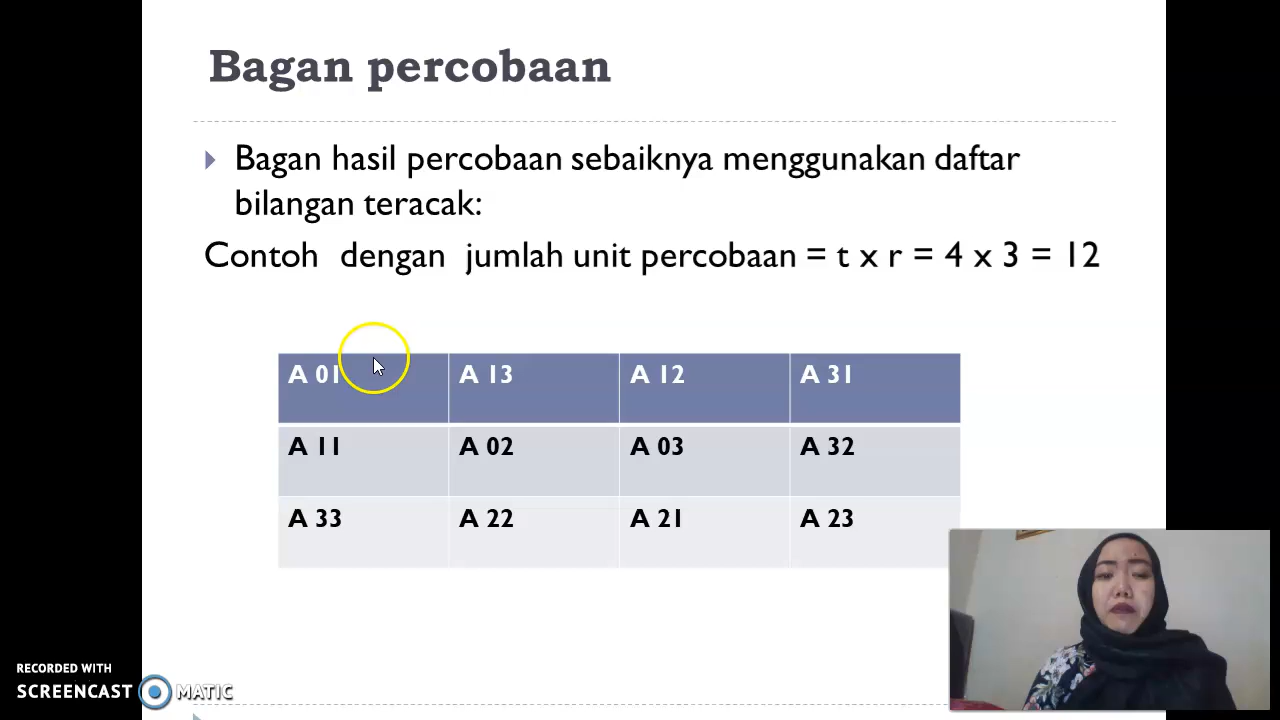 Bagan percobaan
Bagan hasil percobaan sebaiknya menggunakan daftar
bilangan teracak:
Contoh dengan jumlah unit percobaan = t x r = 4 x 3 = 12
A 01 A 13 A 12 A 31
A 11 A 02 A 03 A 32
A 33 A 22 A 21 A 23
RECORDED WITH
SCREENCAST MATIC